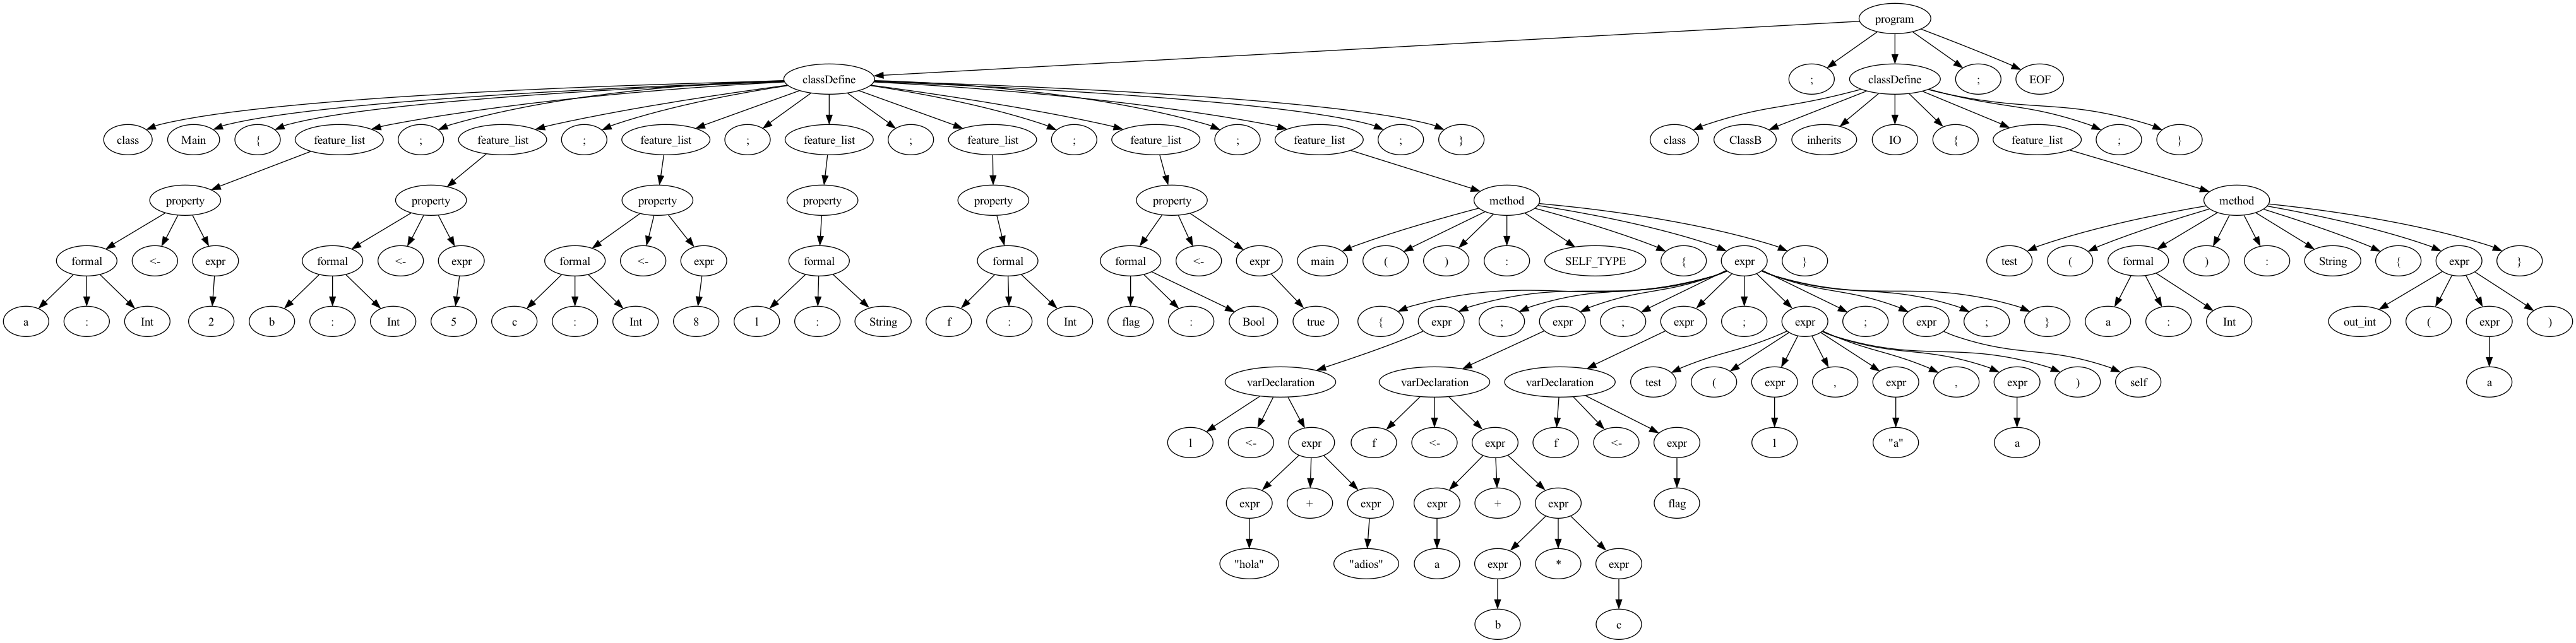 program
classDefine ; classDefine ; EOF
class Main { feature_list ; feature_list ; feature_list ; feature_list ; feature_list ; feature_list ; feature_list ; } class ClassB inherits IO { feature_list ; }
property property property property property property method method
formal <- expr formal <- expr formal <- expr formal formal formal <- expr main ( ) : SELF_TYPE { expr } test ( formal ) : String { expr }
a : Int 2 b : Int 5 c : Int 8 l : String f : Int flag : Bool true { expr ; expr ; expr ; expr ; expr ; } a : Int out_int ( expr )
varDeclaration varDeclaration varDeclaration test ( expr , expr , expr ) self a
l <- expr f <- expr f <- expr l "a" a
expr + expr expr + expr flag
"hola" "adios" a expr * expr
b c